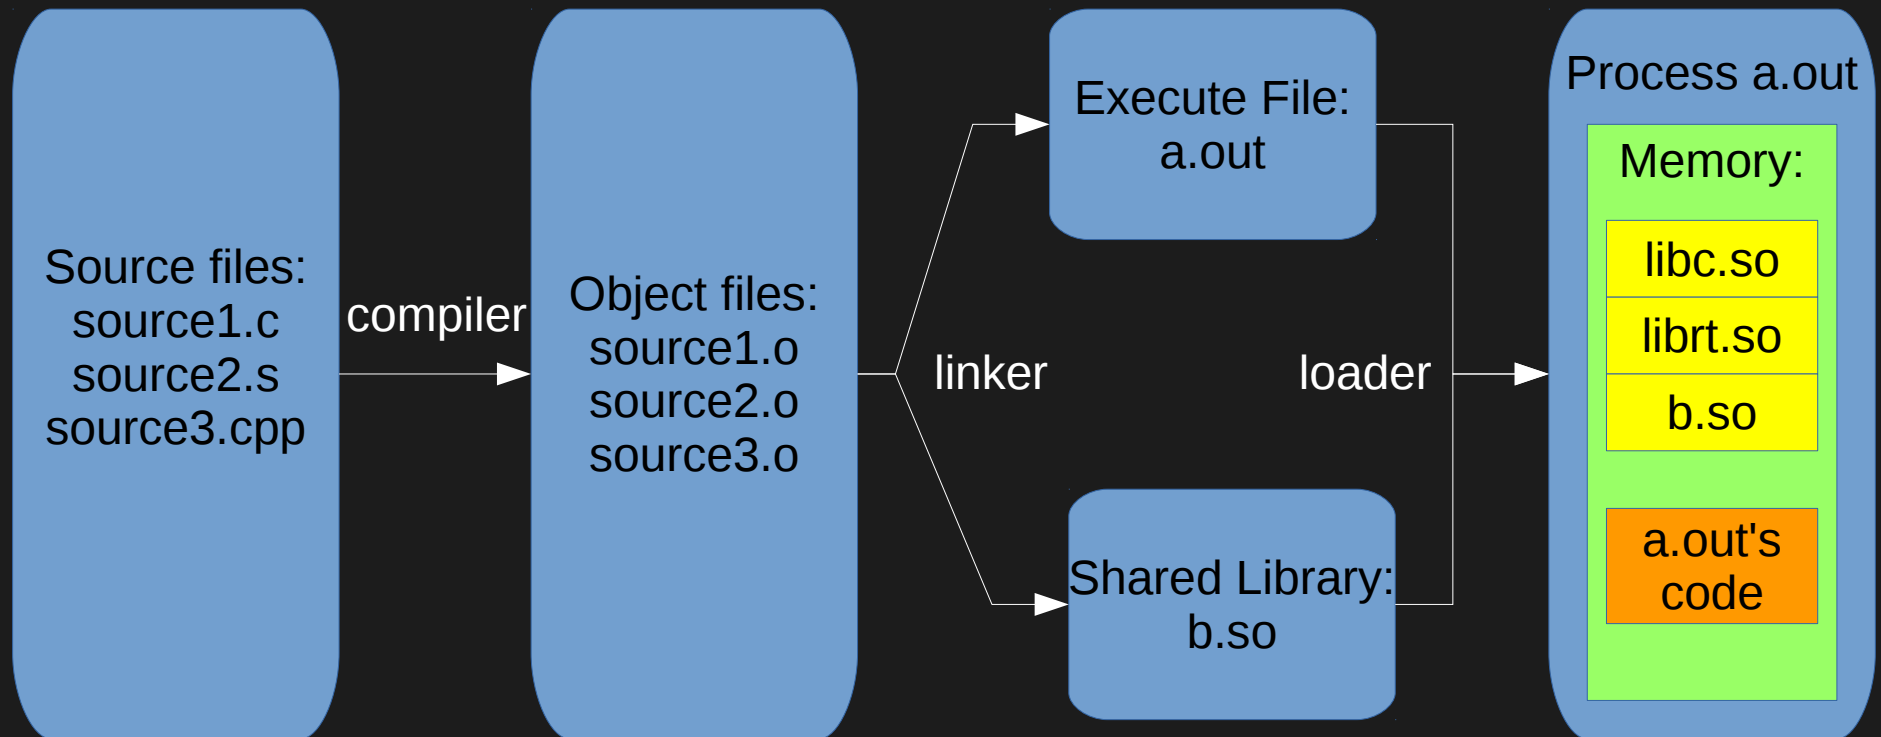 Source files:
source1.c
source2.s
source3.cpp
compiler
Object files:
source1.o
source2.o
source3.o
linker
Execute File:
a.out
Shared Library:
b.so
loader
Process a.out
Memory:
libc.so
librt.so
b.so
a.out's
code